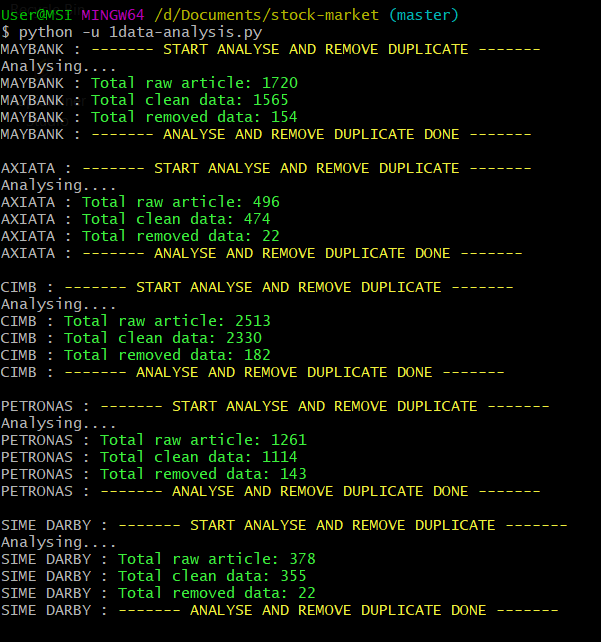 User@MSI MINGW64 /d/Documents/stock-market (master)
$ python -u 1data-analysis.py
MAYBANK : ------- START ANALYSE AND REMOVE DUPLICATE -------
Analysing....
MAYBANK : Total raw article: 1720
MAYBANK : Total clean data: 1565
MAYBANK : Total removed data: 154
MAYBANK : ------- ANALYSE AND REMOVE DUPLICATE DONE -------

AXIATA : ------- START ANALYSE AND REMOVE DUPLICATE -------
Analysing....
AXIATA : Total raw article: 496
AXIATA : Total clean data: 474
AXIATA : Total removed data: 22
AXIATA : ------- ANALYSE AND REMOVE DUPLICATE DONE -------

CIMB : ------- START ANALYSE AND REMOVE DUPLICATE -------
Analysing....
CIMB : Total raw article: 2513
CIMB : Total clean data: 2330
CIMB : Total removed data: 182
CIMB : ------- ANALYSE AND REMOVE DUPLICATE DONE -------

PETRONAS : ------- START ANALYSE AND REMOVE DUPLICATE -------
Analysing....
PETRONAS : Total raw article: 1261
PETRONAS : Total clean data: 1114
PETRONAS : Total removed data: 143
PETRONAS : ------- ANALYSE AND REMOVE DUPLICATE DONE -------

SIME DARBY : ------- START ANALYSE AND REMOVE DUPLICATE -------
Analysing....
SIME DARBY : Total raw article: 378
SIME DARBY : Total clean data: 355
SIME DARBY : Total removed data: 22
SIME DARBY : ------- ANALYSE AND REMOVE DUPLICATE DONE -------